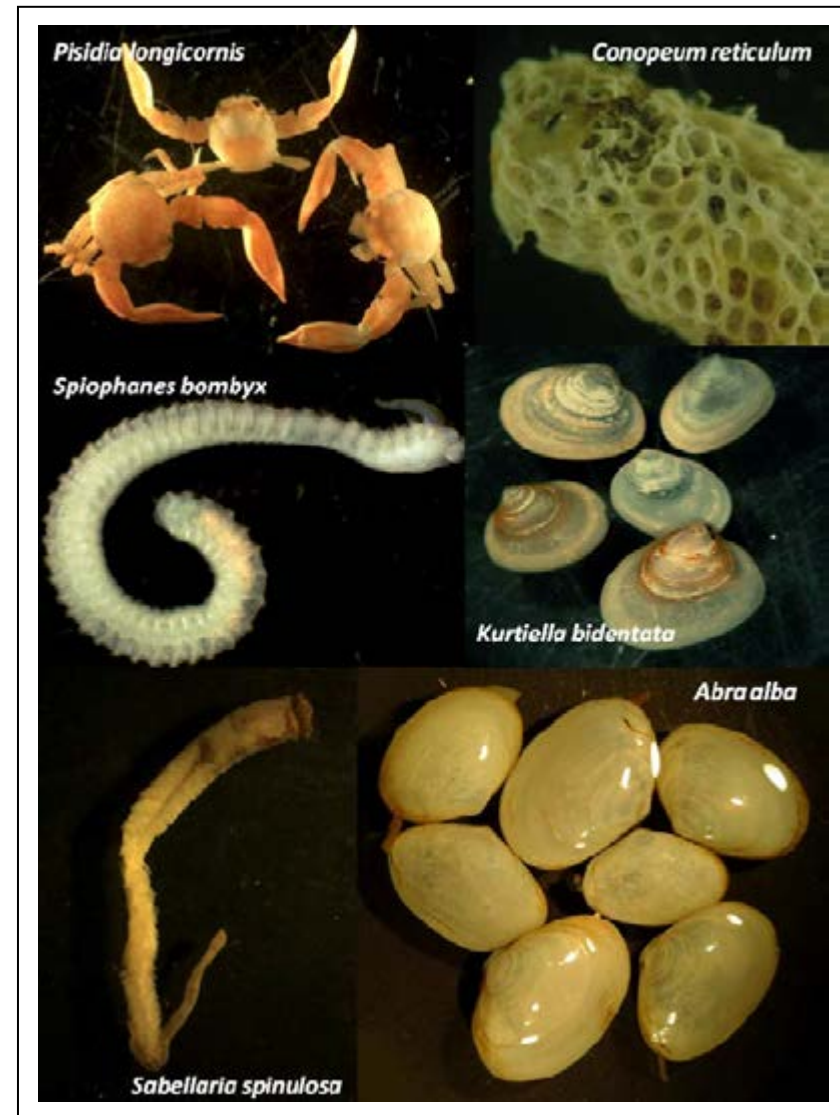 Pisidia longicornis
Conopeum reticulum
Spiophanes bombyx
Kurtiella bidentata
Abra alba
Sabellaria spinulosa